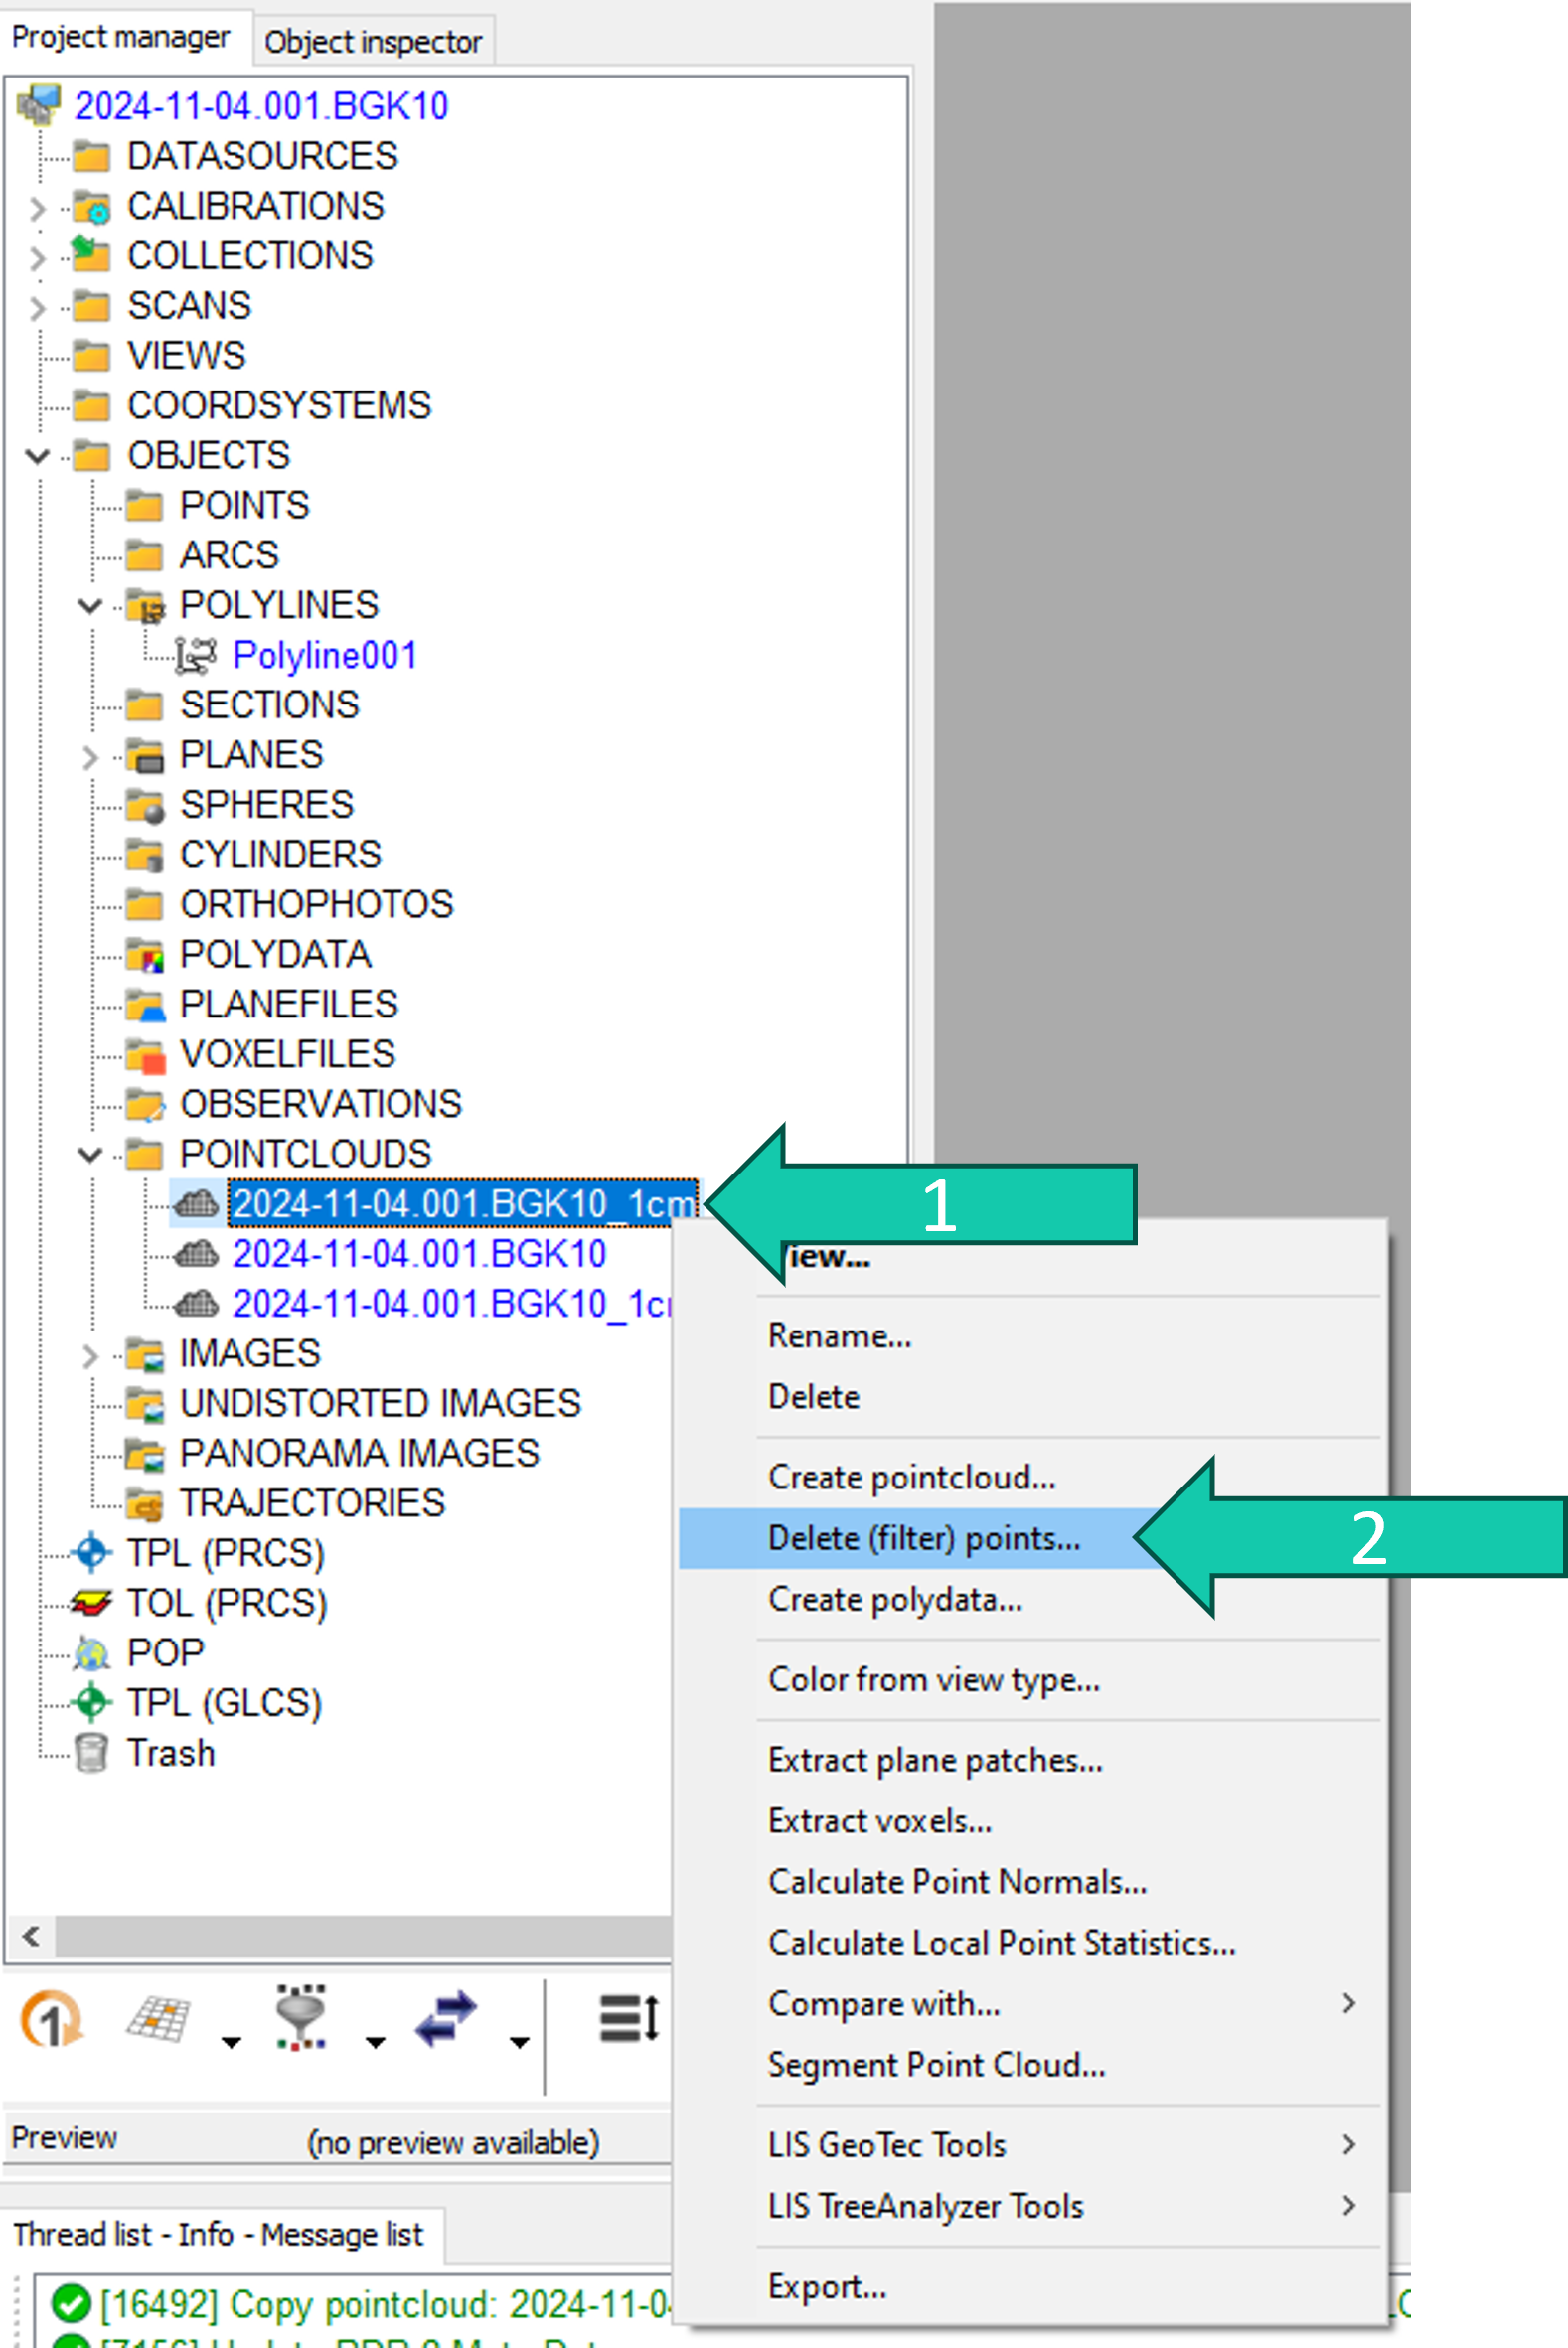 Project manager
Object inspector
2024-11-04.001.BGK10
DATASOURCES
CALIBRATIONS
COLLECTIONS
SCANS
VIEWS
COORDSYSTEMS
OBJECTS
POINTS
ARCS
POLYLINES
Polyline001
SECTIONS
PLANES
SPHERES
CYLINDERS
ORTHOPHOTOS
POLYDATA
PLANEFILES
VOXELFILES
OBSERVATIONS
POINTCLOUDS
2024-11-04.001.BGK10_1cm
2024-11-04.001.BGK10
2024-11-04.001.BGK10_1c
IMAGES
UNDISTORTED IMAGES
PANORAMA IMAGES
TRAJECTORIES
TPL (PRCS)
TOL (PRCS)
POP
TPL (GLCS)
Trash
1
iew...
Rename...
Delete
Create pointcloud...
Delete (filter) points...
2
Create polydata...
Color from view type...
Extract plane patches...
Extract voxels...
Calculate Point Normals...
Calculate Local Point Statistics...
Compare with...
Segment Point Cloud...
LIS GeoTec Tools
LIS TreeAnalyzer Tools
Export...
1
Preview
(no preview available)
Thread list - Info - Message list
[16492] Copy pointcloud: 2024-11-0